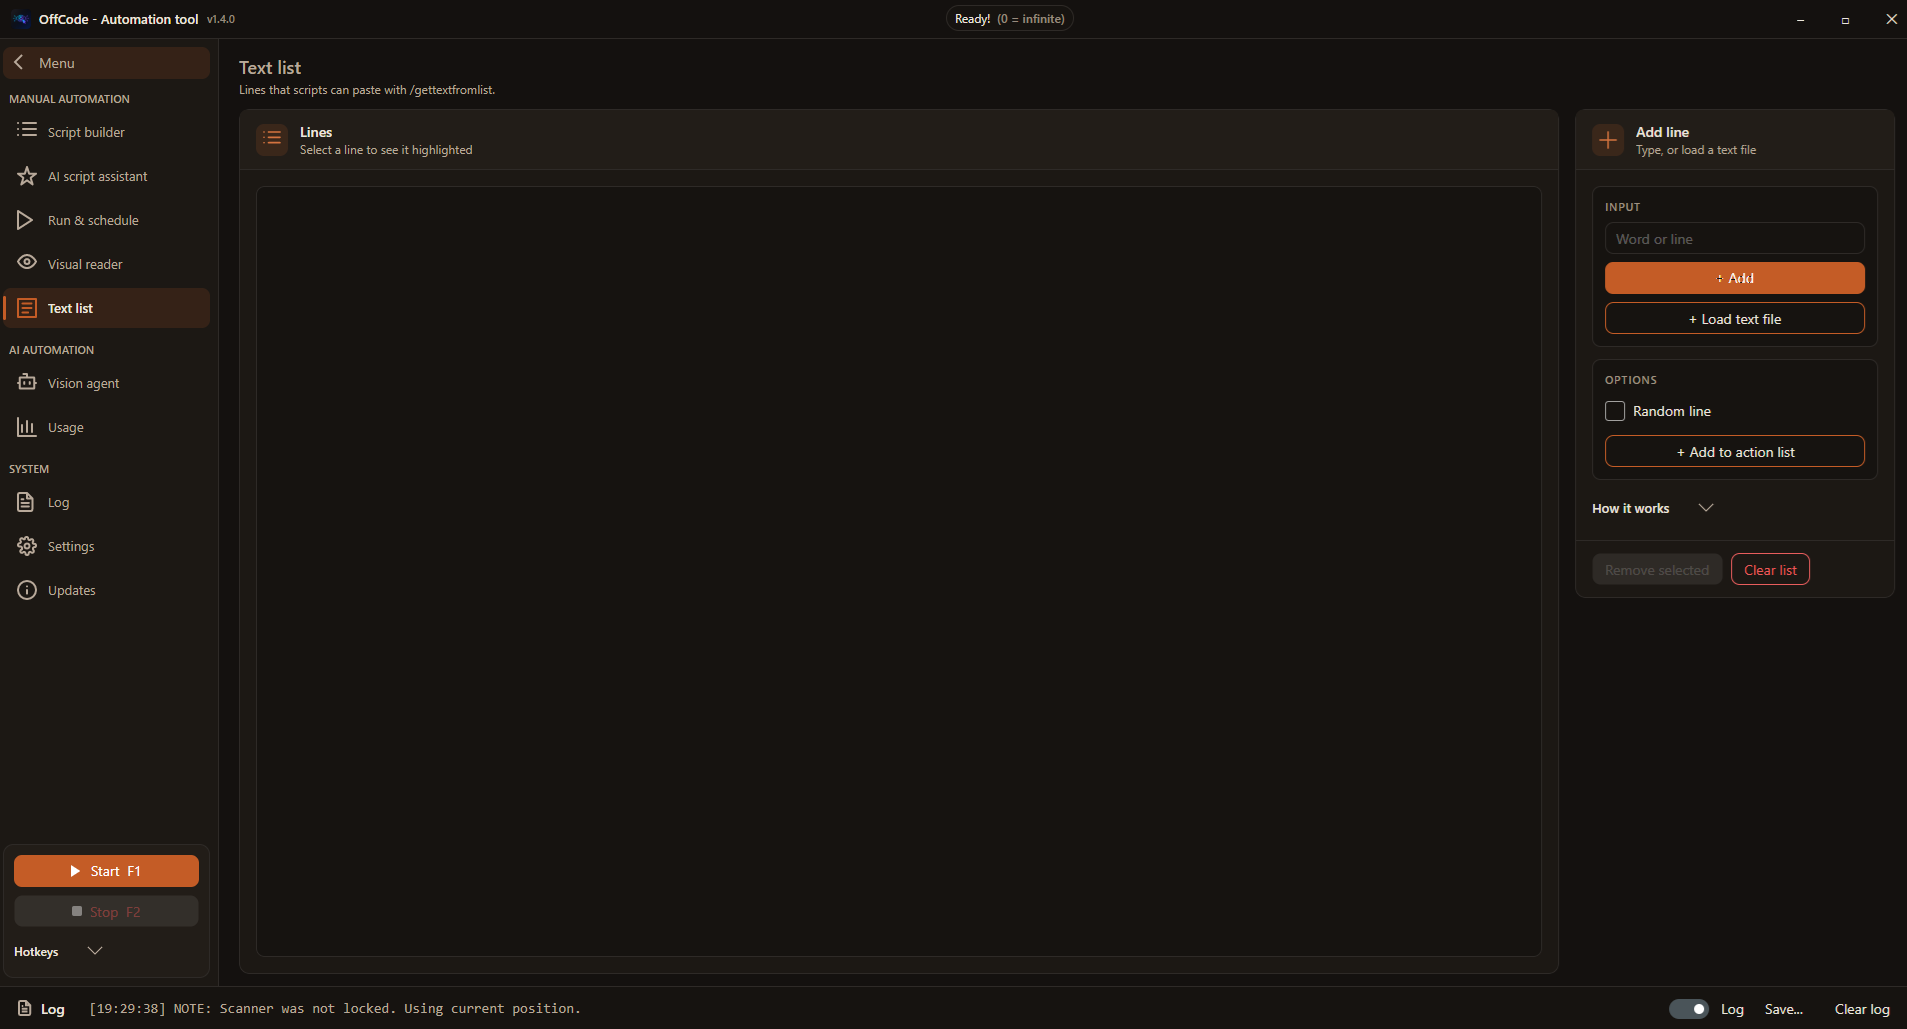 OffCode - Automation tool v1.4.0
Ready! (0 = infinite)
Menu
MANUAL AUTOMATION
Script builder
AI script assistant
Run & schedule
Visual reader
Text list
AI AUTOMATION
Vision agent
Usage
SYSTEM
Log
Settings
Updates
Start F1
Stop F2
Hotkeys
Text list
Lines that scripts can paste with /gettextfromlist.
Lines
Select a line to see it highlighted
Add line
Type, or load a text file
INPUT
Word or line
+ Add
+ Load text file
OPTIONS
Random line
+ Add to action list
How it works
Remove selected
Clear list
Log
[19:29:38] NOTE: Scanner was not locked. Using current position.
Log
Save...
Clear log